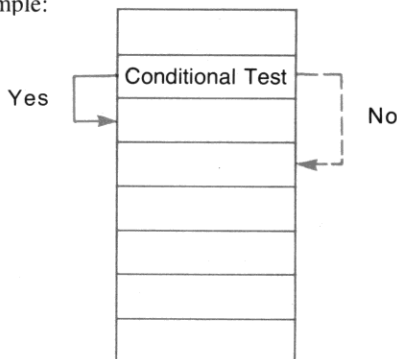 mple:
Conditional Test
Yes
No